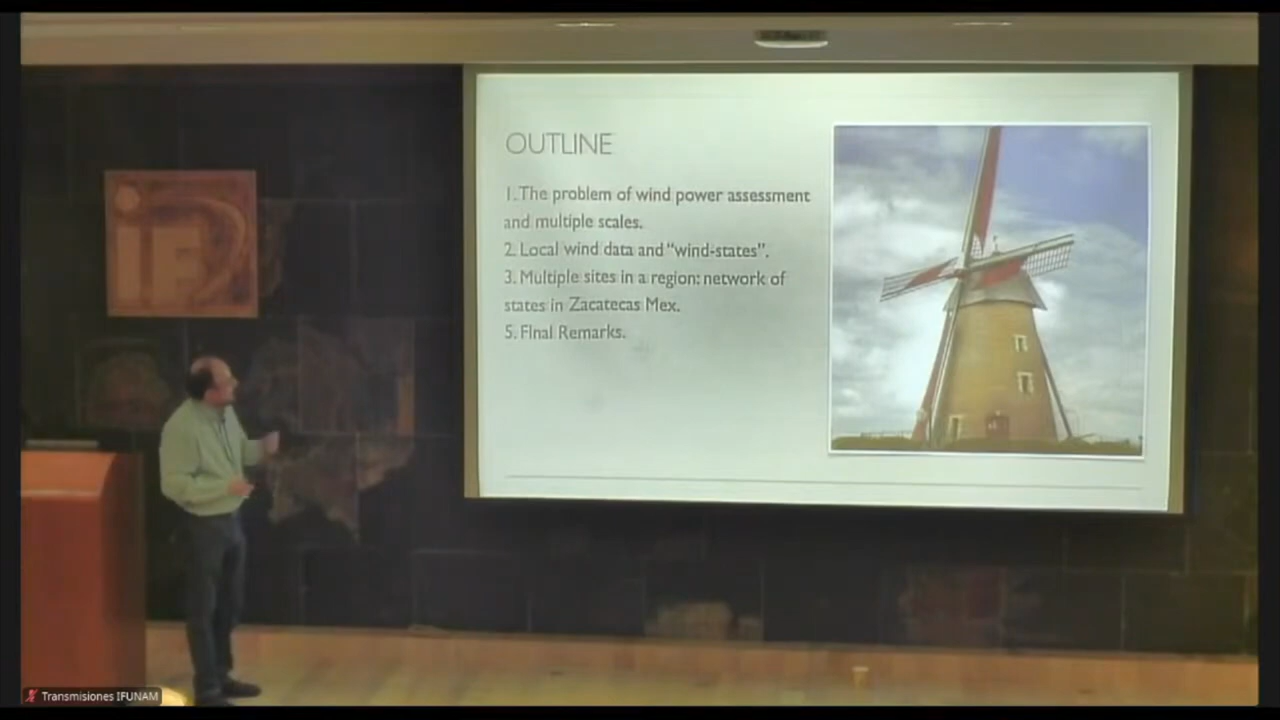 OUTLINE
1. The problem of wind power assessment
and multiple scales.
2. Local wind data and "wind-states".
3. Multiple sites in a region: network of
states in Zacatecas Mex.
5. FInal Remarks.
iF
Transmisiones IFUNAM